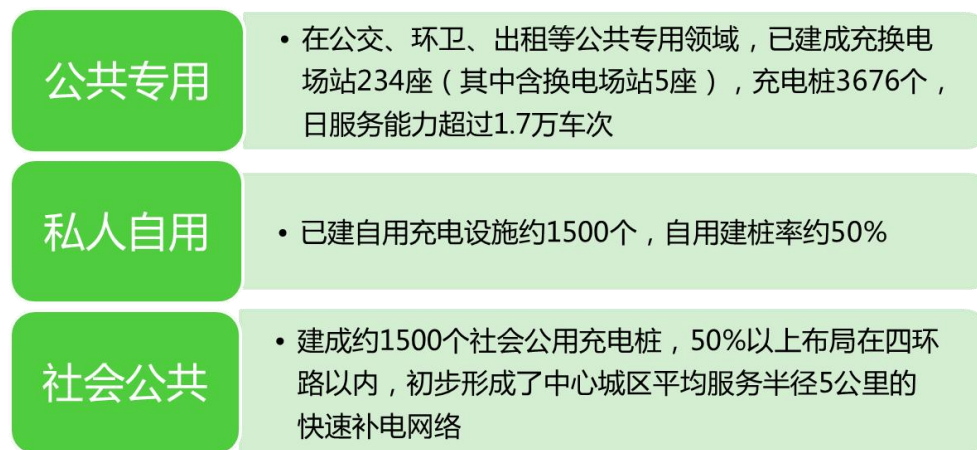 公共专用
• 在公交、环卫、出租等公共专用领域，已建成充换电
场站234座（其中含换电场站5座），充电桩3676个，
日服务能力超过1.7万车次
私人自用
• 已建自用充电设施约1500个，自用建桩率约50%
社会公共
• 建成约1500个社会公用充电桩，50%以上布局在四环
路以内，初步形成了中心城区平均服务半径5公里的
快速补电网络